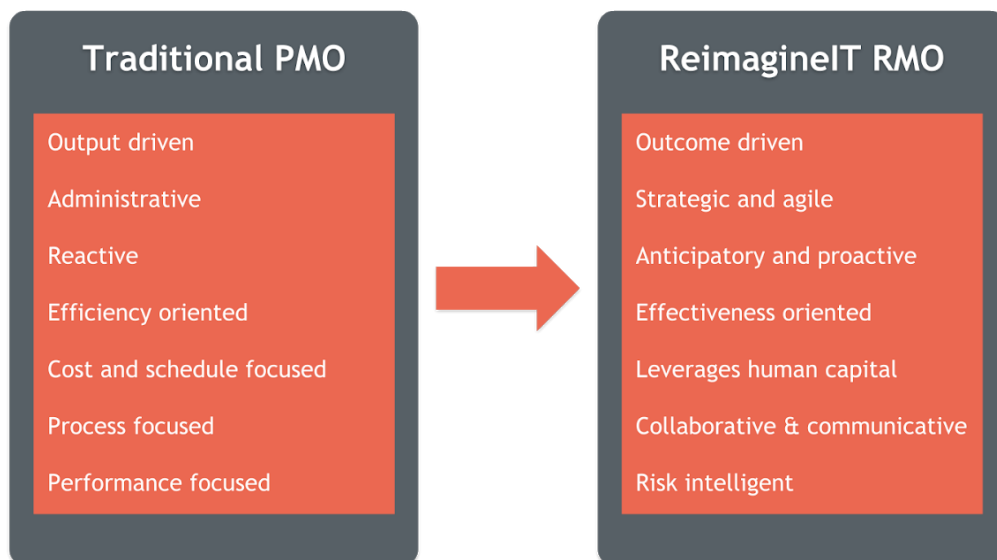 Traditional PMO
Output driven
Administrative
Reactive
Efficiency oriented
Cost and schedule focused
Process focused
Performance focused
ReimagineIT RMO
Outcome driven
Strategic and agile
Anticipatory and proactive
Effectiveness oriented
Leverages human capital
Collaborative & communicative
Risk intelligent